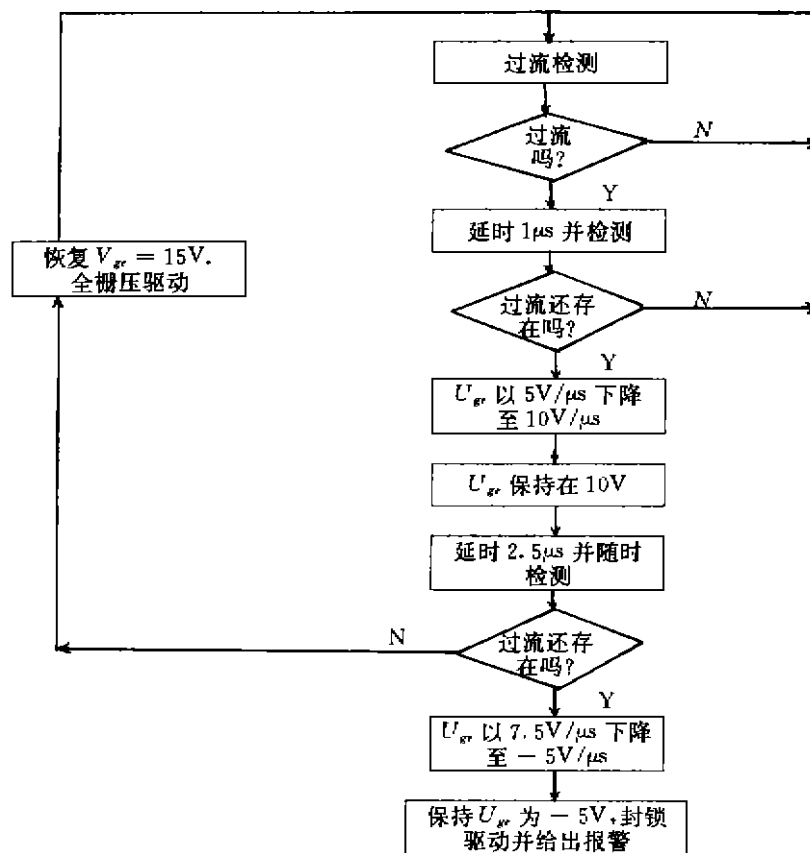 过流检测
过流
吗?
N
Y
延时 1μs 并检测
恢复 V_ge = 15V.
全栅压驱动
过流还存
在吗?
N
Y
U_ge 以 5V/μs 下降
至 10V/μs
U_ge 保持在 10V
延时 2.5μs 并随时
检测
过流还存
在吗?
N
Y
U_ge 以 7.5V/μs 下降
至 － 5V/μs
保持 U_ge 为 － 5V,封锁
驱动并给出报警